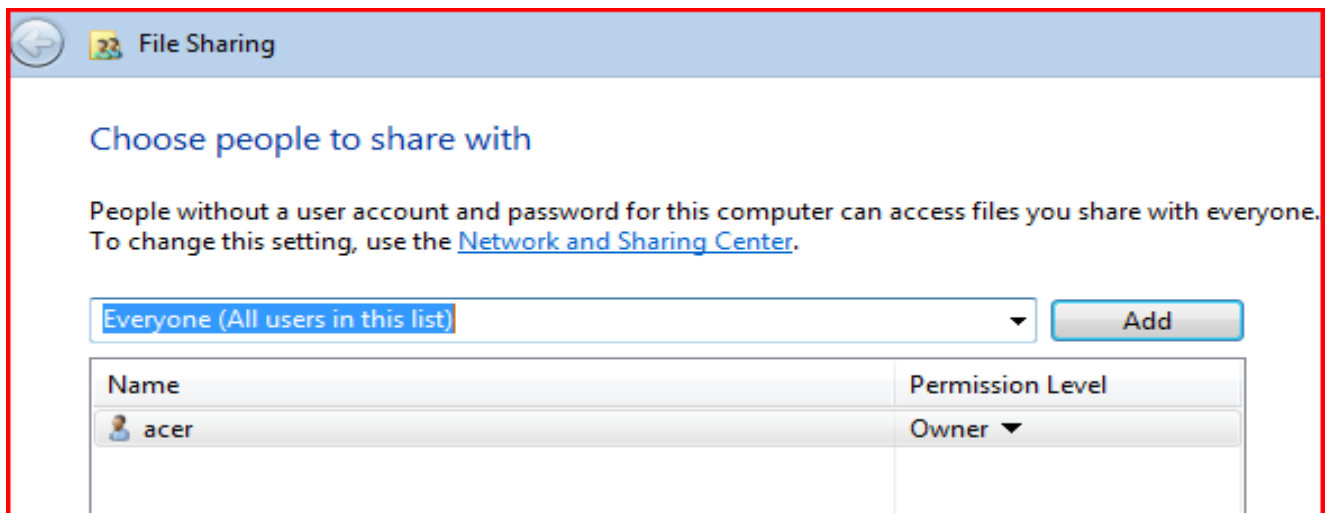 File Sharing
Choose people to share with
People without a user account and password for this computer can access files you share with everyone.
To change this setting, use the Network and Sharing Center.
Everyone (All users in this list)
Add
Name
Permission Level
acer
Owner